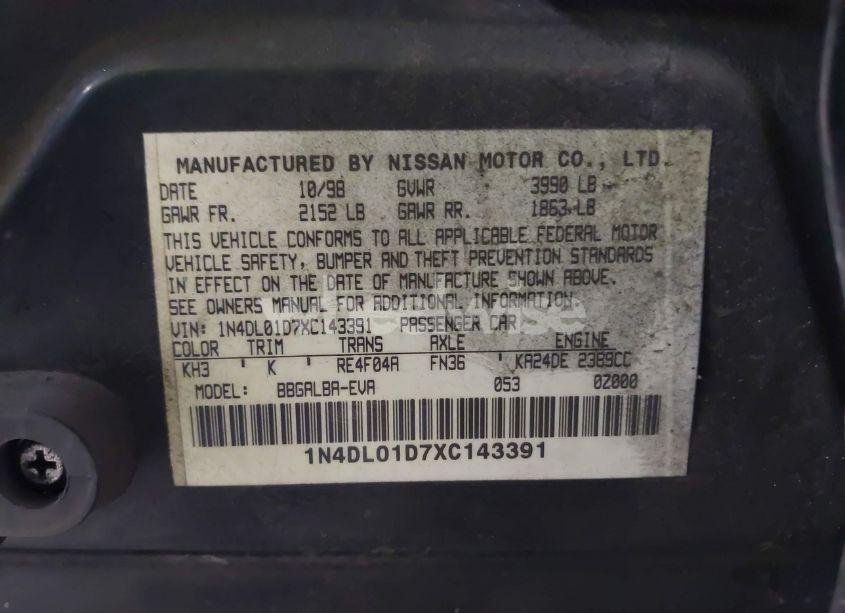 MANUFACTURED BY NISSAN MOTOR CO., LTD.
DATE 10/98 GVWR 3990 LB
GAWR FR. 2152 LB GAWR RR. 1863 LB
THIS VEHICLE CONFORMS TO ALL APPLICABLE FEDERAL MOTOR
VEHICLE SAFETY, BUMPER AND THEFT PREVENTION STANDARDS
IN EFFECT ON THE DATE OF MANUFACTURE SHOWN ABOVE.
SEE OWNERS MANUAL FOR ADDITIONAL INFORMATION.
VIN: 1N4DL01D7XC143391 PASSENGER CAR
COLOR TRIM TRANS AXLE ENGINE
KH3 K RE4F04A FN36 KA24DE 2389CC
MODEL: BBGALBA-EVA 053 0Z000
1N4DL01D7XC143391